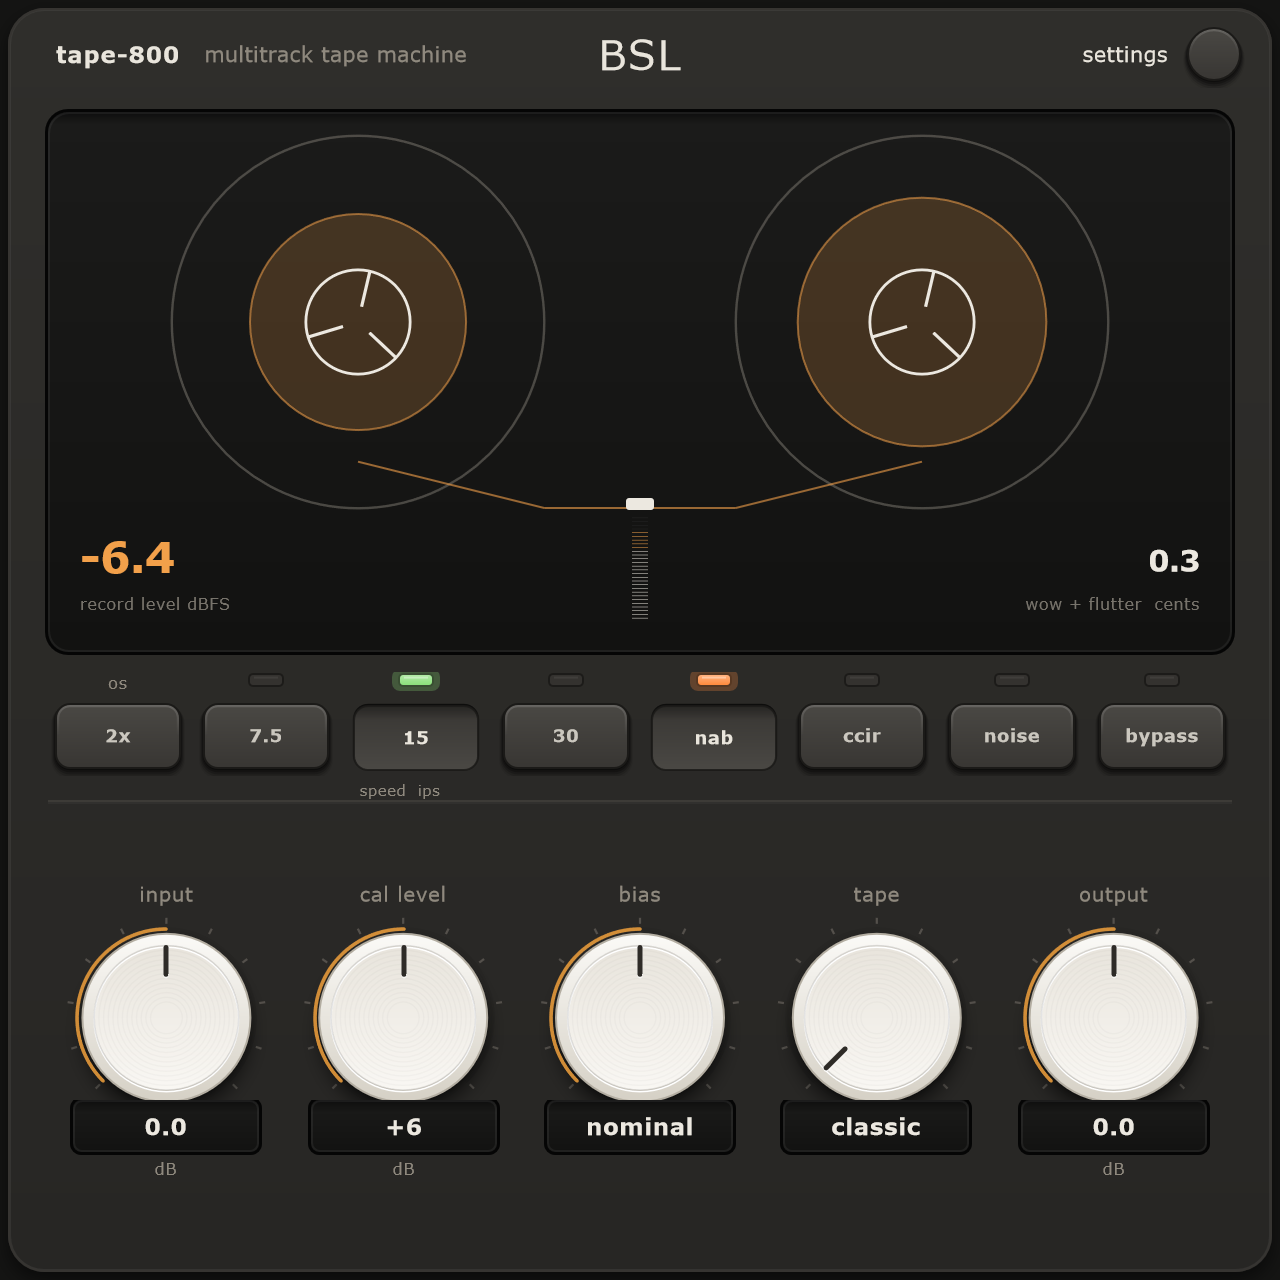 tape-800 multitrack tape machine BSL settings
-6.4
record level dBFS
0.3
wow + flutter cents
os
2x 7.5 15 30 nab ccir noise bypass
speed ips
input cal level bias tape output
0.0 +6 nominal classic 0.0
dB dB dB